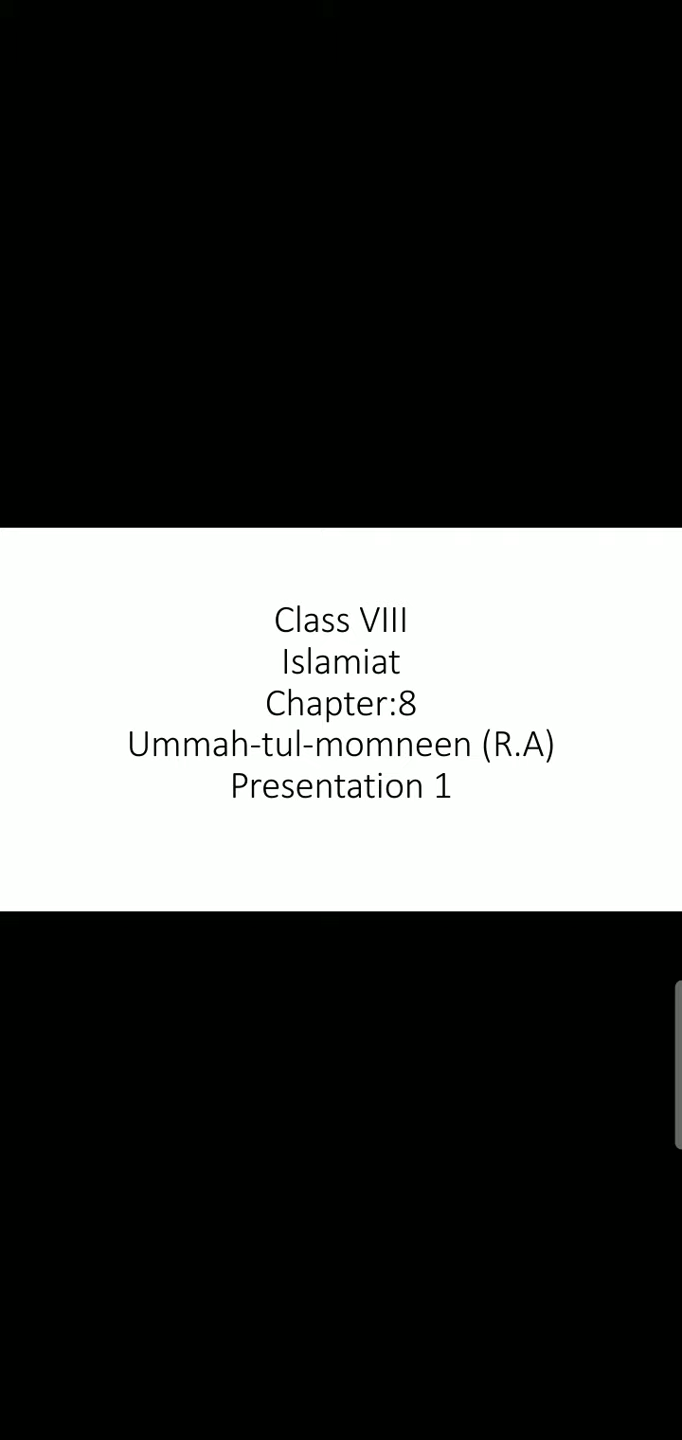 Class VIII
Islamiat
Chapter:8
Ummah-tul-momneen (R.A)
Presentation 1